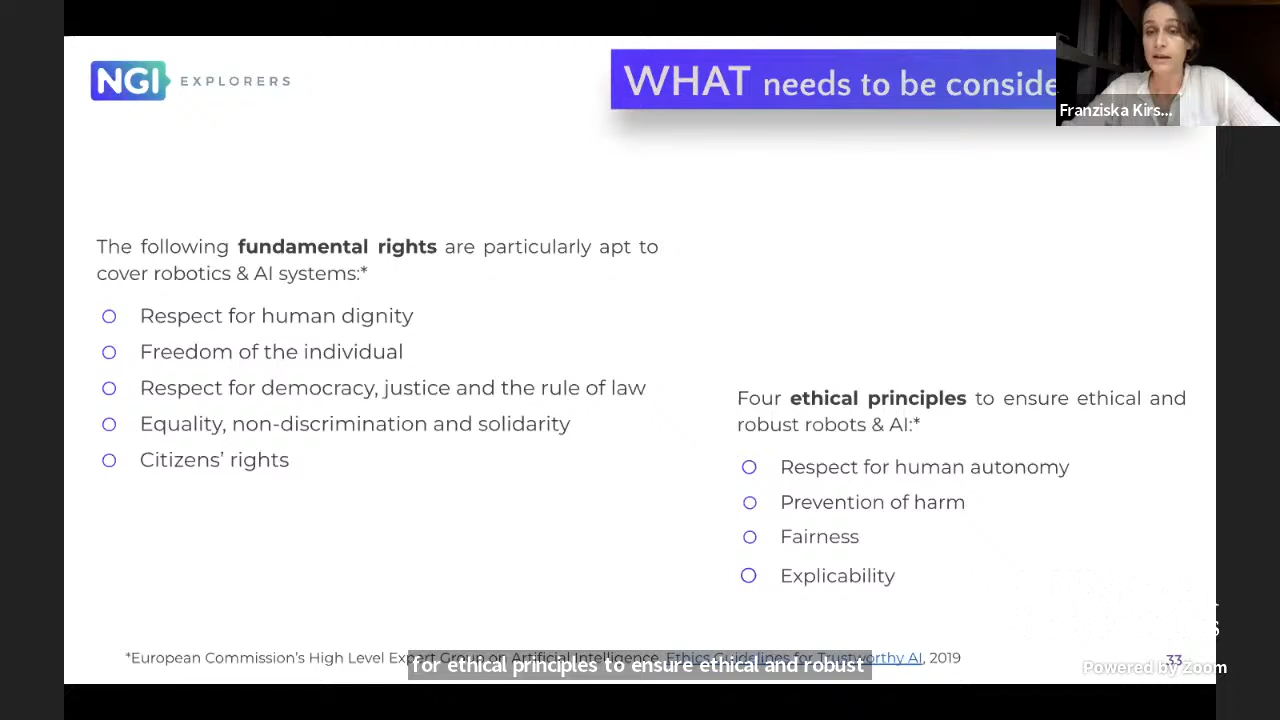 NGI EXPLORERS
WHAT needs to be conside
Franziska Kirs...
The following fundamental rights are particularly apt to
cover robotics & AI systems:*
Respect for human dignity
Freedom of the individual
Respect for democracy, justice and the rule of law
Equality, non-discrimination and solidarity
Citizens’ rights
Four ethical principles to ensure ethical and
robust robots & AI:*
Respect for human autonomy
Prevention of harm
Fairness
Explicability
*European Commission’s High Level Expert Group on Artificial Intelligence, Ethics Guidelines for Trustworthy AI, 2019
for ethical principles to ensure ethical and robust
33
Powered by Zoom